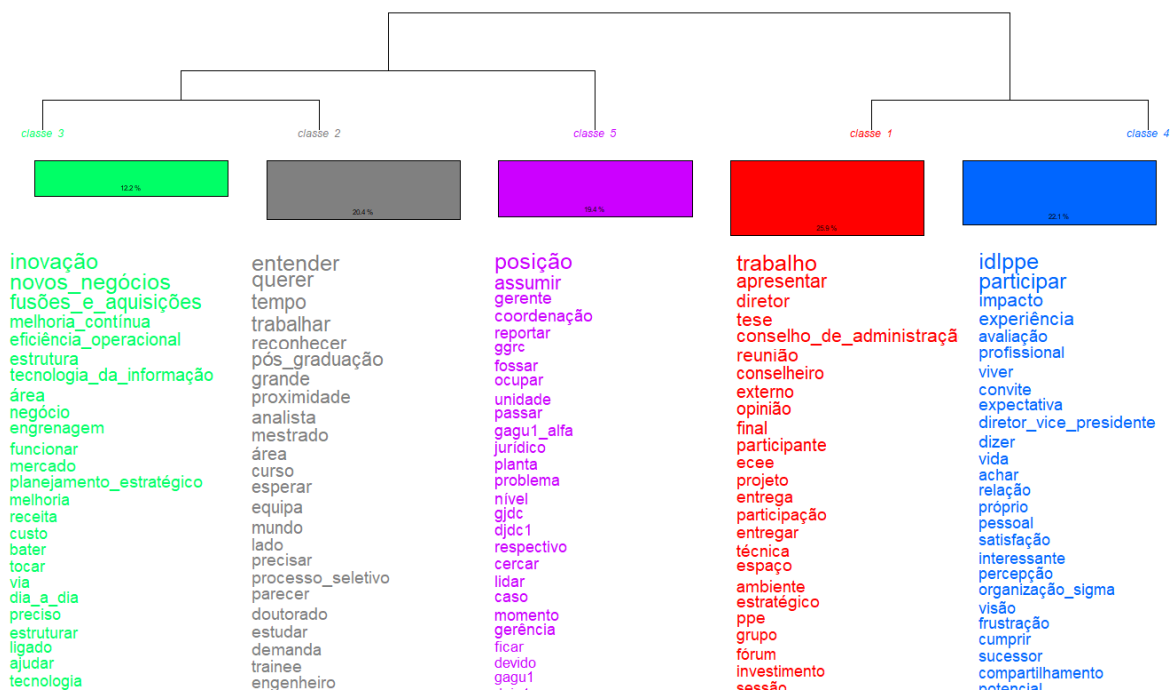 classe 3
classe 2
classe 5
classe 1
classe 4
12.2 %
20.4 %
19.4 %
25.8 %
22.1 %
inovação
novos_negócios
fusões_e_aquisições
melhoria_contínua
eficiência_operacional
estrutura
tecnologia_da_informação
área
negócio
engrenagem
funcionar
mercado
planejamento_estratégico
melhoria
receita
custo
bater
tocar
via
dia_a_dia
preciso
estruturar
ligado
ajudar
tecnologia
entender
querer
tempo
trabalhar
reconhecer
pós_graduação
grande
proximidade
analista
mestrado
área
curso
esperar
equipa
mundo
lado
precisar
processo_seletivo
parecer
doutorado
estudar
demanda
trainee
engenheiro
posição
assumir
gerente
coordenação
reportar
ggrc
fossar
ocupar
unidade
passar
gagu1_alfa
jurídico
planta
problema
nível
gjdc
djdc1
respectivo
cercar
lidar
caso
momento
gerência
ficar
devido
gagu1
trabalho
apresentar
diretor
tese
conselho_de_administraçã
reunião
conselheiro
externo
opinião
final
participante
ecee
projeto
entrega
participação
entregar
técnica
espaço
ambiente
estratégico
ppe
grupo
fórum
investimento
sessão
idlppe
participar
impacto
experiência
avaliação
profissional
viver
convite
expectativa
diretor_vice_presidente
dizer
vida
achar
relação
próprio
pessoal
satisfação
interessante
percepção
organização_sigma
visão
frustração
cumprir
sucessor
compartilhamento
potencial